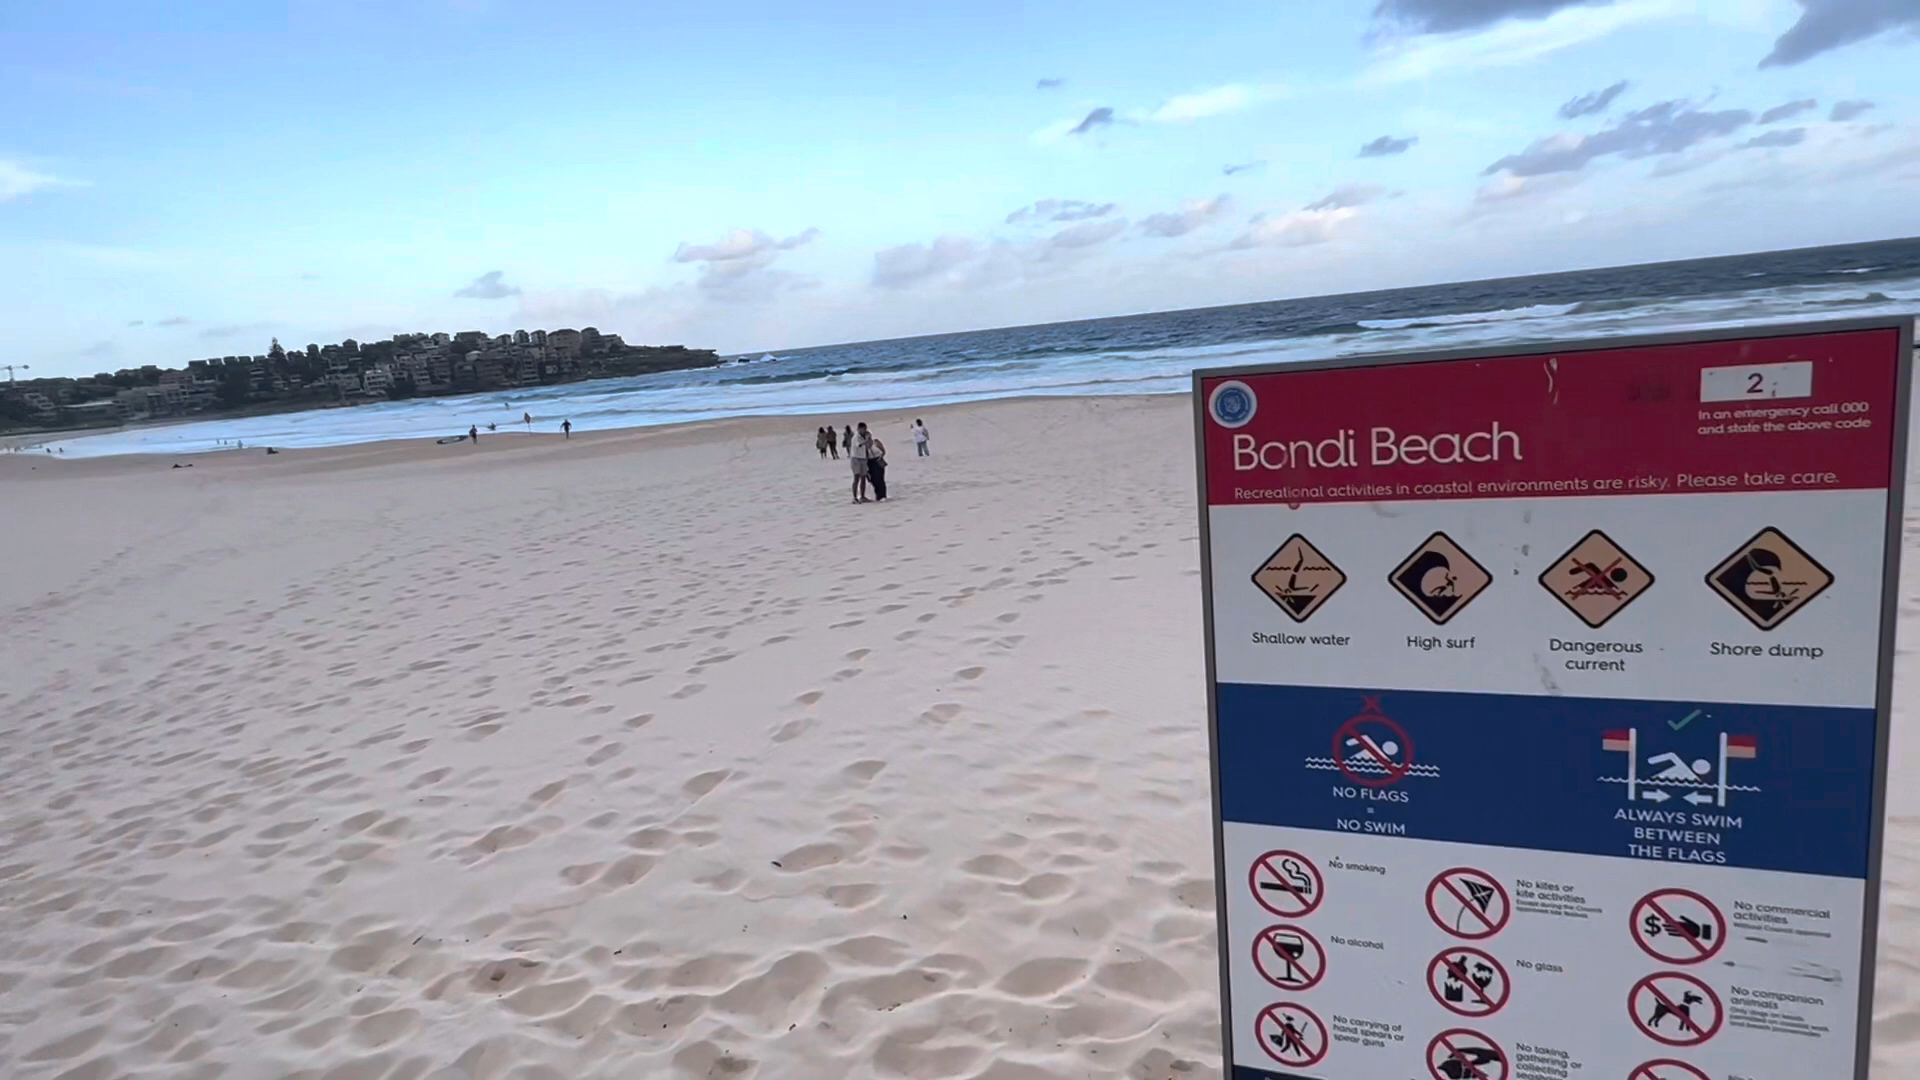 2
In an emergency call 000
and state the above code
Bondi Beach
Recreational activities in coastal environments are risky. Please take care.
Shallow water
High surf
Dangerous
current
Shore dump
NO FLAGS
=
NO SWIM
ALWAYS SWIM
BETWEEN
THE FLAGS
No smoking
No kites or
kite activities
No commercial
activities
Without Council approval
No alcohol
No glass
No companion
animals
No carrying of
hand spears or
spear guns
No taking,
gathering or
collecting